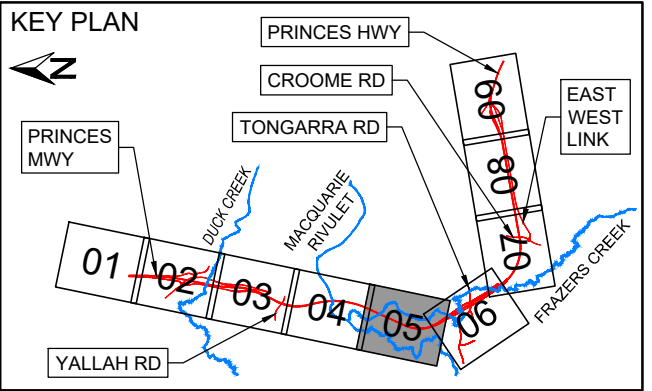 KEY PLAN
N
PRINCES HWY
CROOME RD
TONGARRA RD
EAST
WEST
LINK
PRINCES
MWY
DUCK CREEK
MACQUARIE
RIVULET
FRAZERS CREEK
YALLAH RD
01
02
03
04
05
06
07
08
09